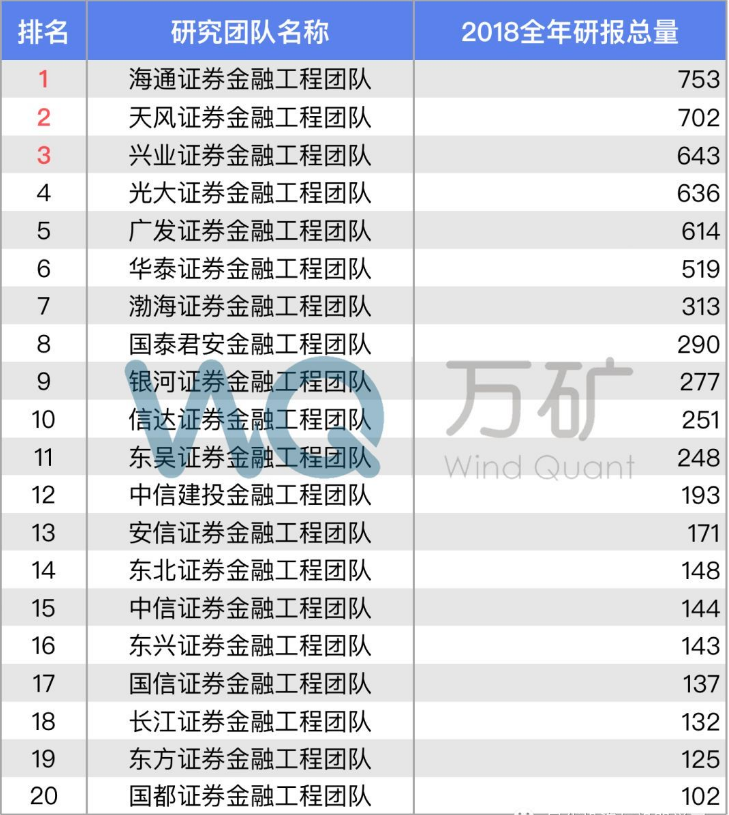 排名 研究团队名称 2018全年研报总量
1 海通证券金融工程团队 753
2 天风证券金融工程团队 702
3 兴业证券金融工程团队 643
4 光大证券金融工程团队 636
5 广发证券金融工程团队 614
6 华泰证券金融工程团队 519
7 渤海证券金融工程团队 313
8 国泰君安金融工程团队 290
9 银河证券金融工程团队 277
10 信达证券金融工程团队 251
11 东吴证券金融工程团队 248
12 中信建投金融工程团队 193
13 安信证券金融工程团队 171
14 东北证券金融工程团队 148
15 中信证券金融工程团队 144
16 东兴证券金融工程团队 143
17 国信证券金融工程团队 137
18 长江证券金融工程团队 132
19 东方证券金融工程团队 125
20 国都证券金融工程团队 102
WQ 万矿
Wind Quant